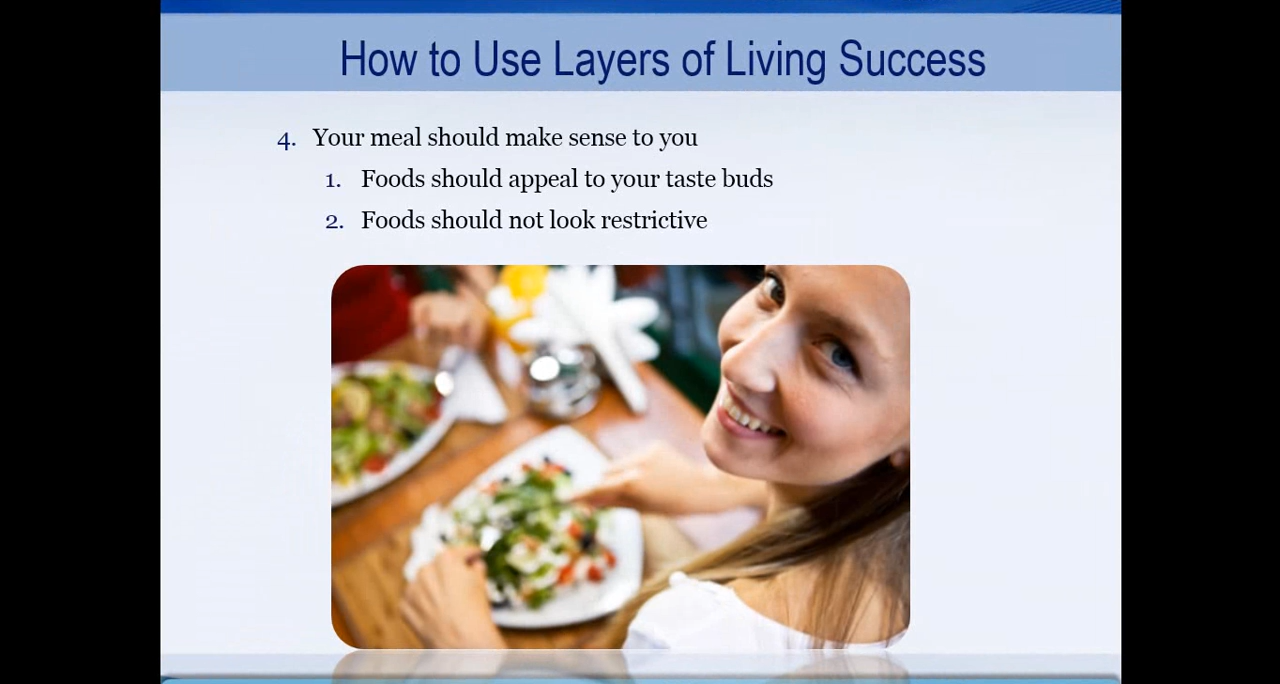 How to Use Layers of Living Success
4. Your meal should make sense to you
1. Foods should appeal to your taste buds
2. Foods should not look restrictive